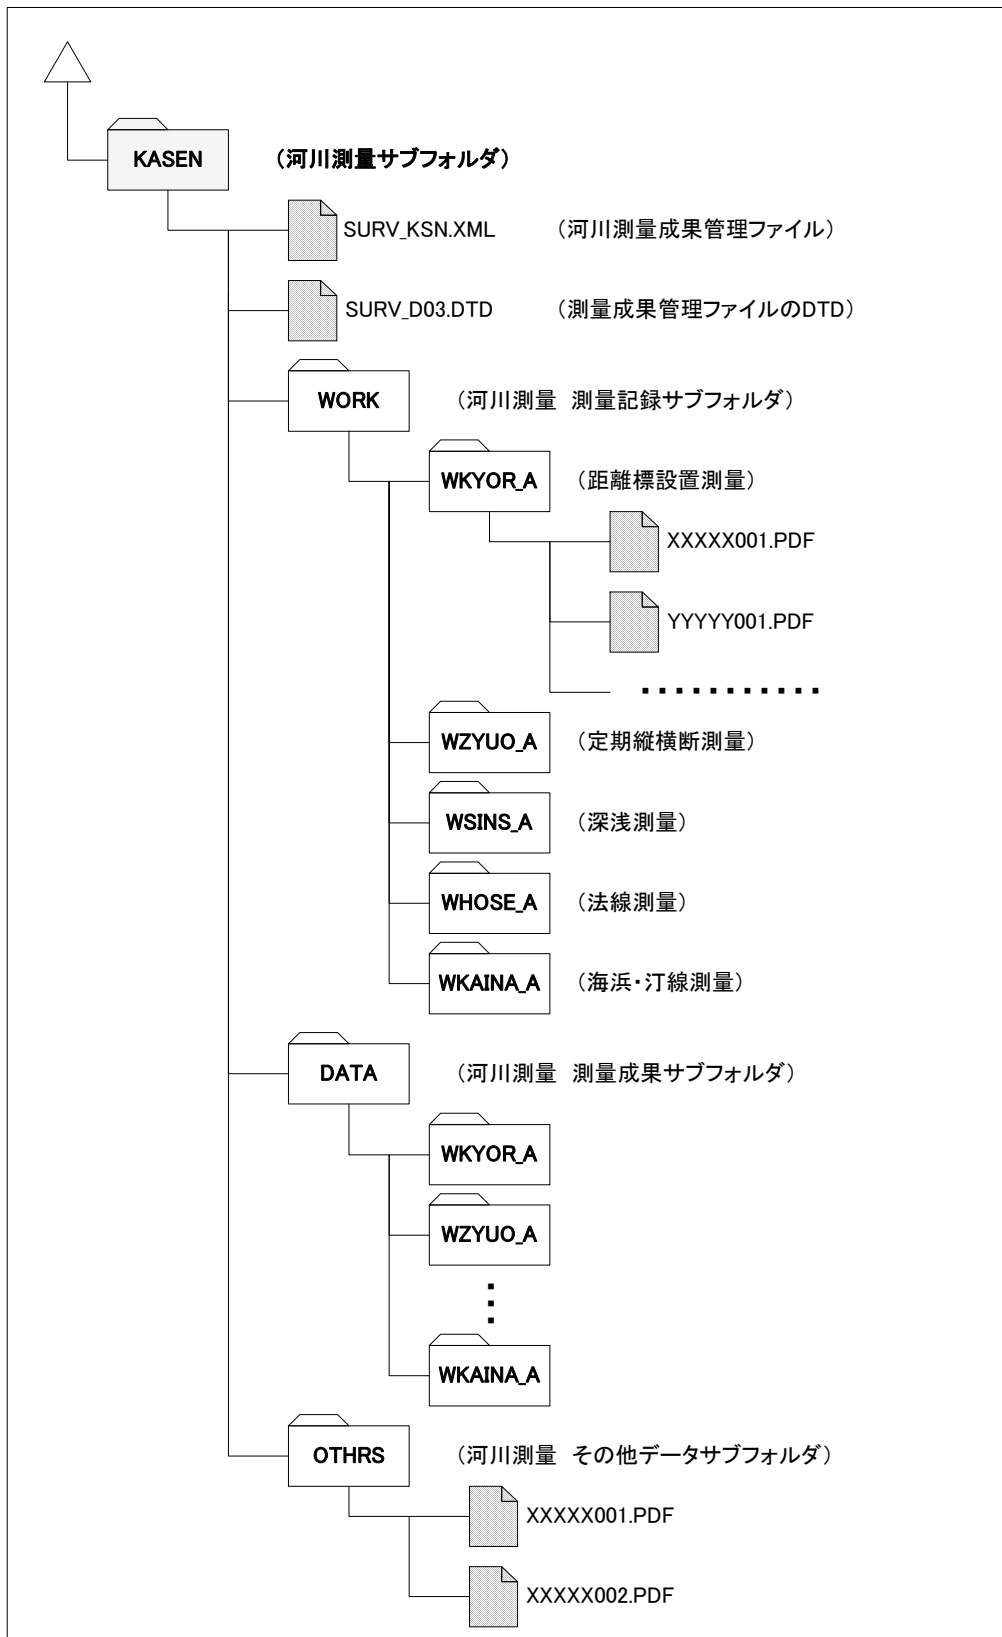 KASEN （河川測量サブフォルダ）
SURV_KSN.XML （河川測量成果管理ファイル）
SURV_D03.DTD （測量成果管理ファイルのDTD）
WORK （河川測量 測量記録サブフォルダ）
WKYOR_A （距離標設置測量）
XXXXX001.PDF
YYYYY001.PDF
・・・・・・・・・・・
WZYUO_A （定期縦横断測量）
WSINS_A （深浅測量）
WHOSE_A （法線測量）
WKAINA_A （海浜・汀線測量）
DATA （河川測量 測量成果サブフォルダ）
WKYOR_A
WZYUO_A
・・・
WKAINA_A
OTHRS （河川測量 その他データサブフォルダ）
XXXXX001.PDF
XXXXX002.PDF